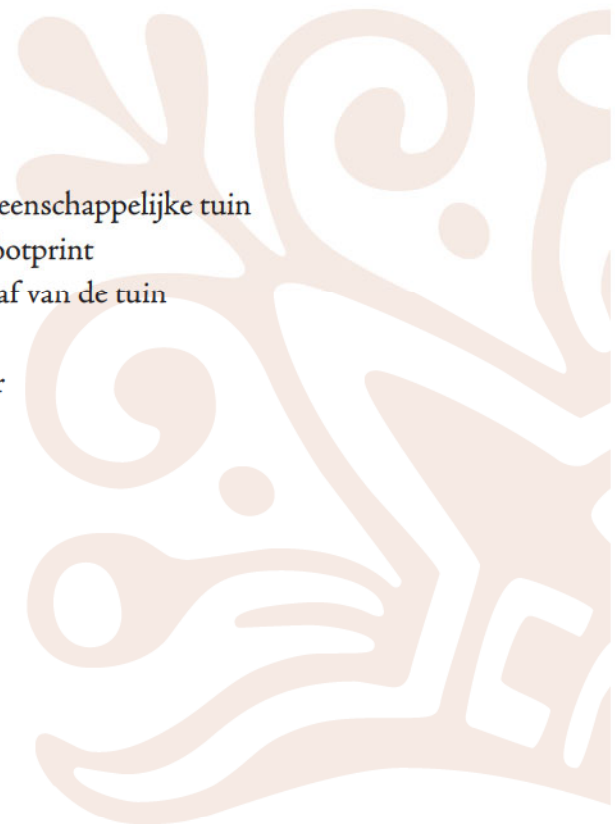 eenschappelijke tuin
ootprint
af van de tuin
r